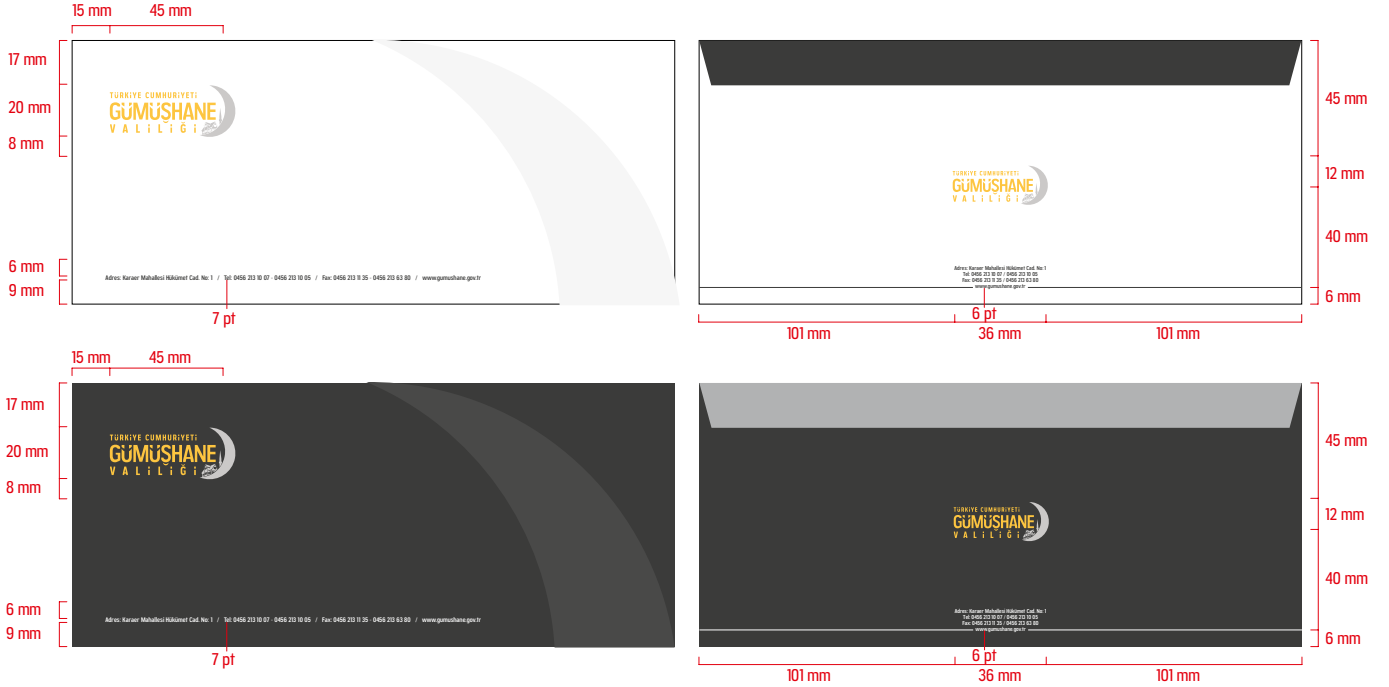 15 mm 45 mm
17 mm
20 mm
8 mm
6 mm
9 mm
TÜRKİYE CUMHURİYETİ
GÜMÜŞHANE
VALİLİĞİ
Adres: Karaer Mahallesi Hükümet Cad. No: 1 / Tel: 0456 213 10 07 - 0456 213 10 05 / Fax: 0456 213 11 35 - 0456 213 63 80 / www.gumushane.gov.tr
7 pt
TÜRKİYE CUMHURİYETİ
GÜMÜŞHANE
VALİLİĞİ
Adres: Karaer Mahallesi Hükümet Cad. No: 1
Tel: 0456 213 10 07 / 0456 213 10 05
Fax: 0456 213 11 35 / 0456 213 63 80
www.gumushane.gov.tr
45 mm
12 mm
40 mm
6 mm
6 pt
101 mm 36 mm 101 mm
15 mm 45 mm
17 mm
20 mm
8 mm
6 mm
9 mm
TÜRKİYE CUMHURİYETİ
GÜMÜŞHANE
VALİLİĞİ
Adres: Karaer Mahallesi Hükümet Cad. No: 1 / Tel: 0456 213 10 07 - 0456 213 10 05 / Fax: 0456 213 11 35 - 0456 213 63 80 / www.gumushane.gov.tr
7 pt
TÜRKİYE CUMHURİYETİ
GÜMÜŞHANE
VALİLİĞİ
Adres: Karaer Mahallesi Hükümet Cad. No: 1
Tel: 0456 213 10 07 / 0456 213 10 05
Fax: 0456 213 11 35 / 0456 213 63 80
www.gumushane.gov.tr
45 mm
12 mm
40 mm
6 mm
6 pt
101 mm 36 mm 101 mm